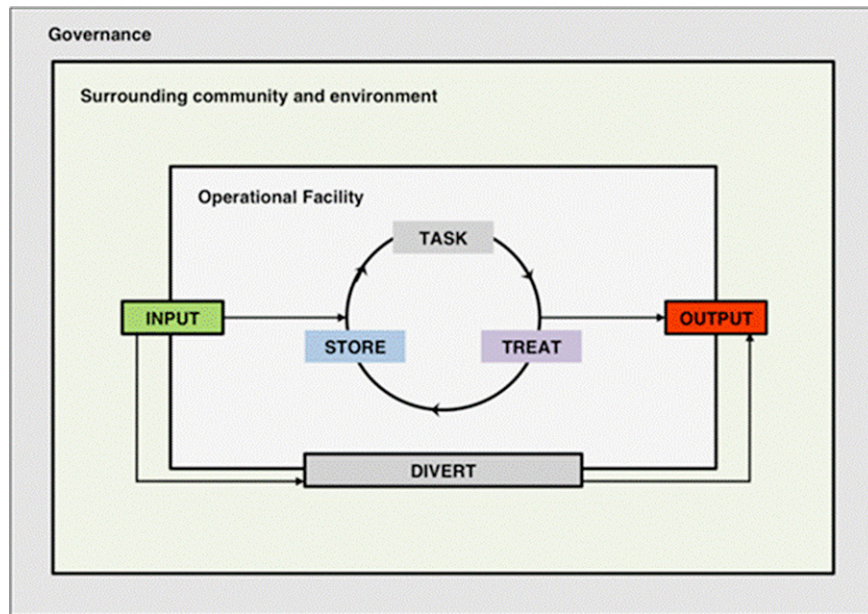 Governance
Surrounding community and environment
Operational Facility
TASK
INPUT
OUTPUT
STORE
TREAT
DIVERT